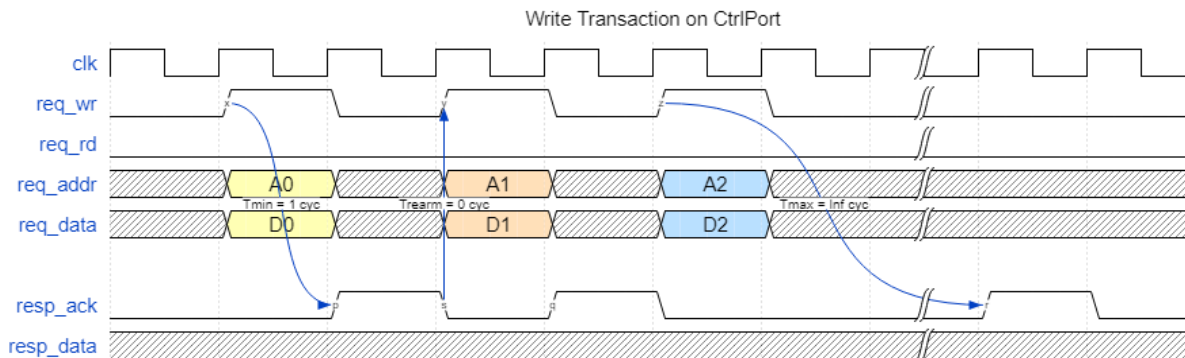 Write Transaction on CtrlPort
clk
req_wr
x
y
z
req_rd
req_addr
A0
A1
A2
Tmin = 1 cyc
Trearm = 0 cyc
Tmax = Inf cyc
req_data
D0
D1
D2
resp_ack
p
s
q
r
resp_data